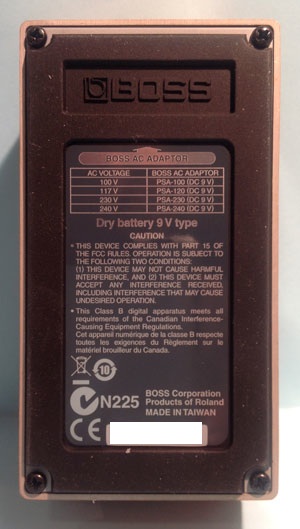 BOSS
BOSS AC ADAPTOR
AC VOLTAGE BOSS AC ADAPTOR
100 V PSA-100 (DC 9 V)
117 V PSA-120 (DC 9 V)
230 V PSA-230 (DC 9 V)
240 V PSA-240 (DC 9 V)
Dry battery 9 V type
CAUTION
• THIS DEVICE COMPLIES WITH PART 15 OF
THE FCC RULES. OPERATION IS SUBJECT TO
THE FOLLOWING TWO CONDITIONS:
(1) THIS DEVICE MAY NOT CAUSE HARMFUL
INTERFERENCE, AND (2) THIS DEVICE MUST
ACCEPT ANY INTERFERENCE RECEIVED,
INCLUDING INTERFERENCE THAT MAY CAUSE
UNDESIRED OPERATION.
• This Class B digital apparatus meets all
requirements of the Canadian Interference-
Causing Equipment Regulations.
Cet appareil numérique de la classe B respecte
toutes les exigences du Règlement sur le
matériel brouilleur du Canada.
10
N225 BOSS Corporation
Products of Roland
MADE IN TAIWAN
CE